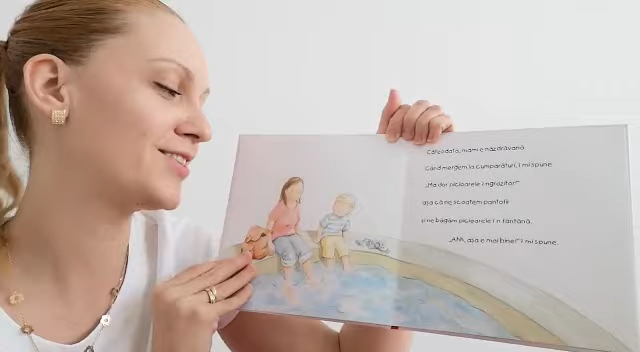 Câteodată, mami e năzdrăvană.
Când mergem la cumpărături, îmi spune:
„Mă dor picioarele îngrozitor!”
așa că ne scoatem pantofii
și ne băgăm picioarele în fântână.
„Ahh, așa e mai bine!” îmi spune.